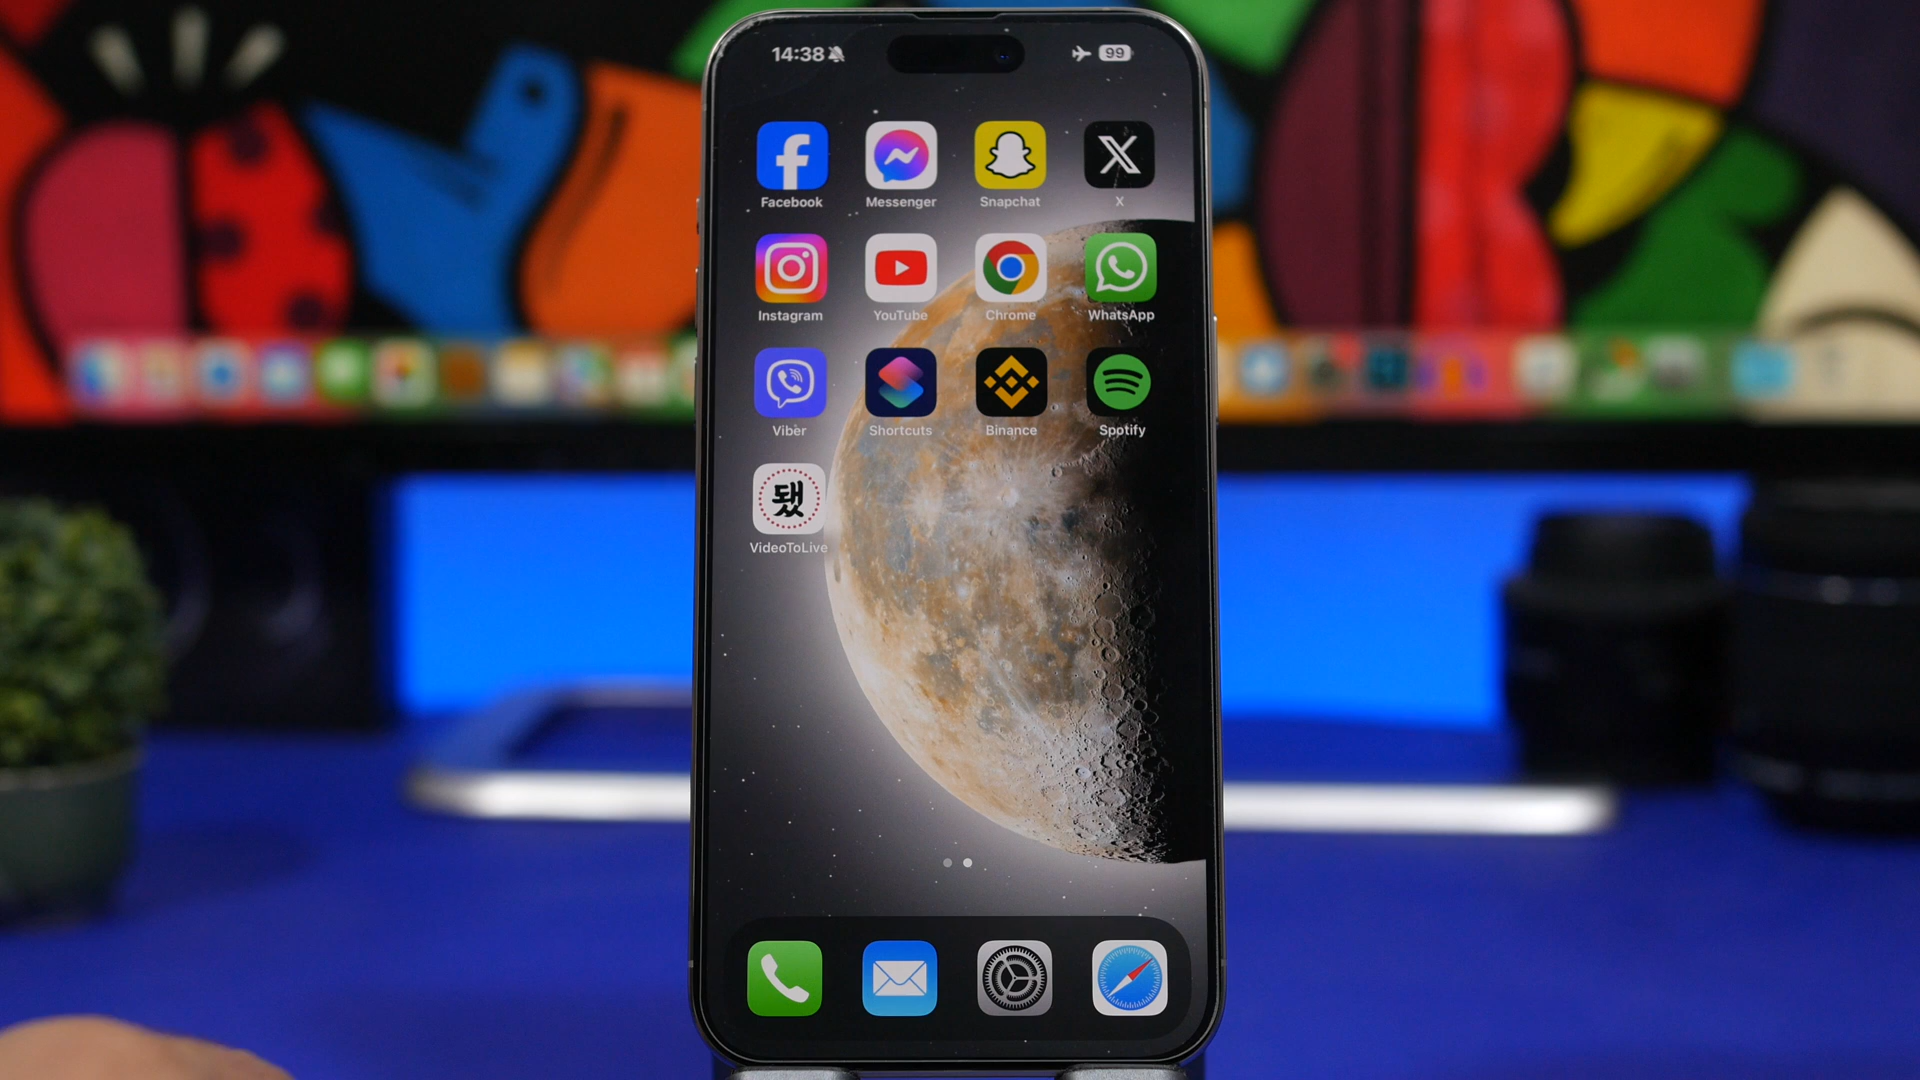 14:38
99
Facebook
Messenger
Snapchat
X
Instagram
YouTube
Chrome
WhatsApp
Viber
Shortcuts
Binance
Spotify
됐
VideoToLive